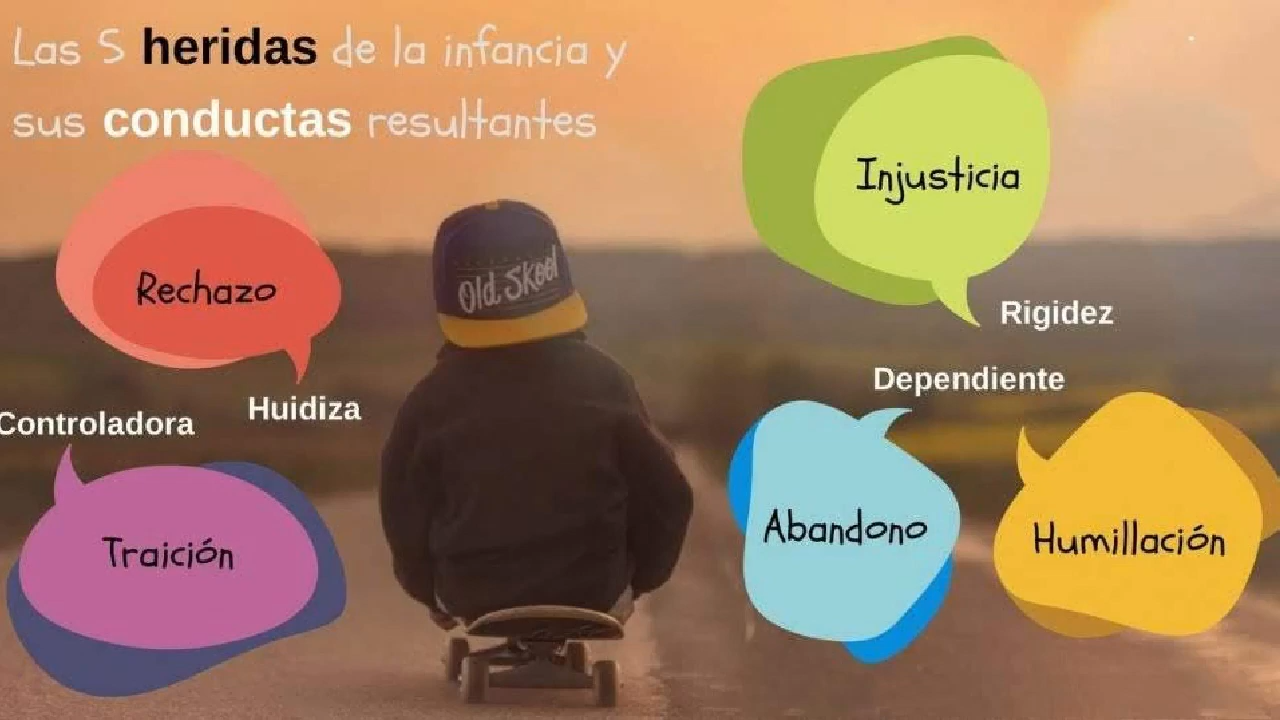 Las 5 heridas de la infancia y
sus conductas resultantes
Injusticia
Rigidez
Old Skool
Rechazo
Huidiza
Controladora
Traición
Dependiente
Abandono
Humillación